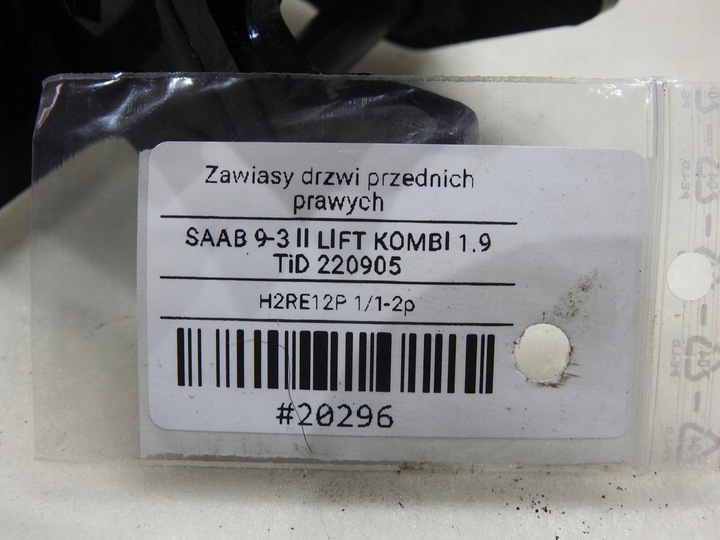 Zawiasy drzwi przednich
prawych
SAAB 9-3 II LIFT KOMBI 1.9
TiD 220905
H2RE12P 1/1-2p
#20296